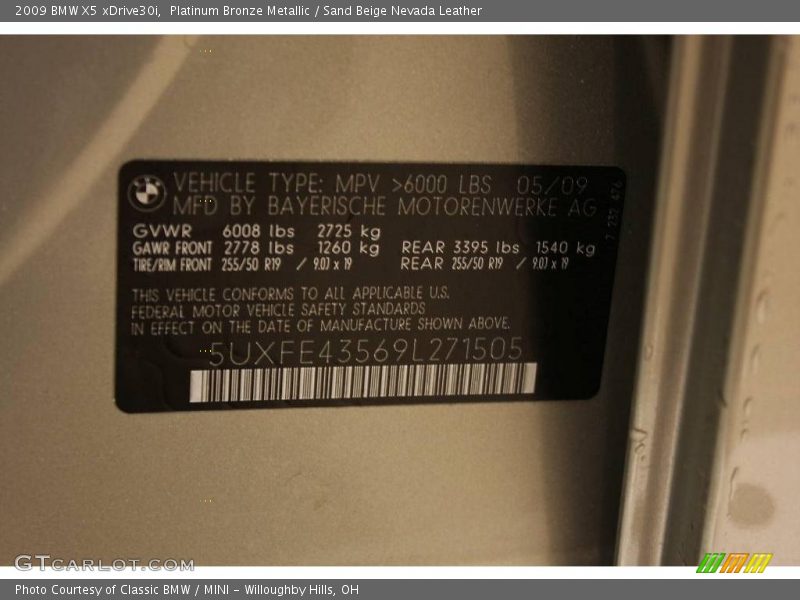 2009 BMW X5 xDrive30i, Platinum Bronze Metallic / Sand Beige Nevada Leather
VEHICLE TYPE: MPV >6000 LBS 05/09
MFD BY BAYERISCHE MOTORENWERKE AG
GVWR 6008 lbs 2725 kg
GAWR FRONT 2778 lbs 1260 kg REAR 3395 lbs 1540 kg
TIRE/RIM FRONT 255/50 R19 / 9.0J x 19 REAR 255/50 R19 / 9.0J x 19
THIS VEHICLE CONFORMS TO ALL APPLICABLE U.S.
FEDERAL MOTOR VEHICLE SAFETY STANDARDS
IN EFFECT ON THE DATE OF MANUFACTURE SHOWN ABOVE.
5UXFE43569L271505
GTCARLOT.COM
Photo Courtesy of Classic BMW / MINI - Willoughby Hills, OH